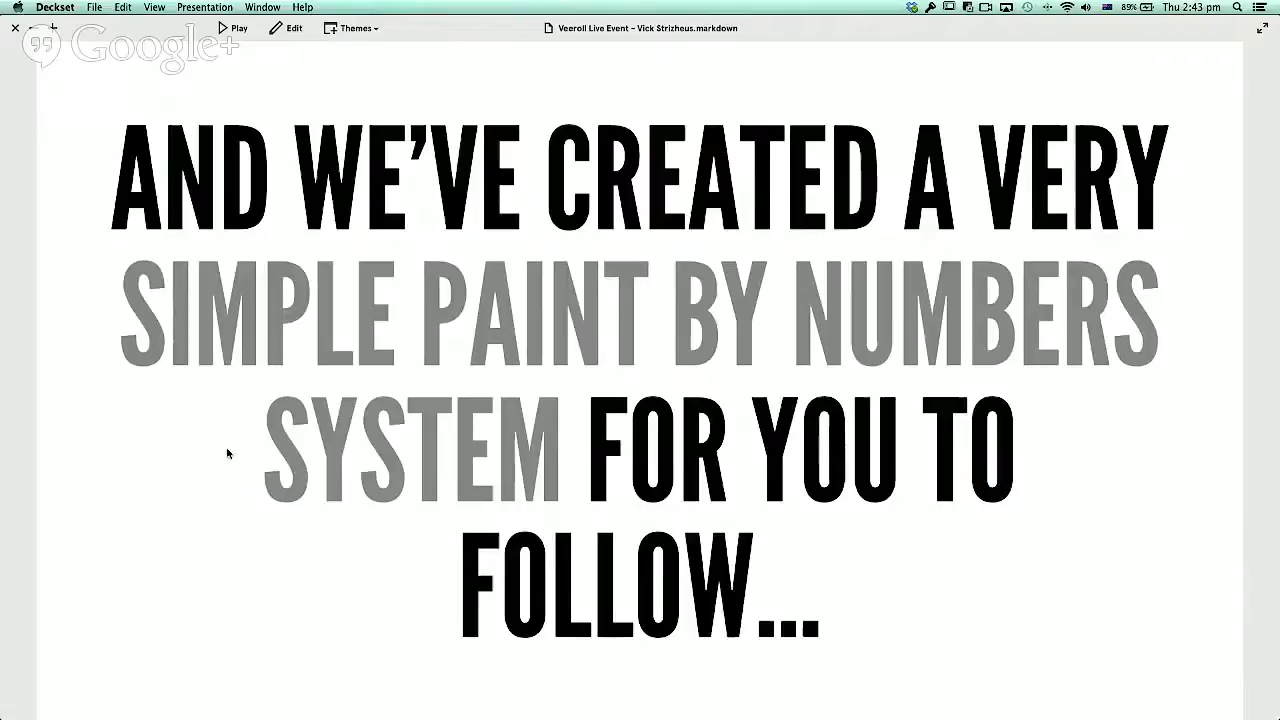 Deckset File Edit View Presentation Window Help 89% Thu 2:43 pm
Play Edit Themes Veeroll Live Event – Vick Strizheus.markdown
Google+
AND WE'VE CREATED A VERY
SIMPLE PAINT BY NUMBERS
SYSTEM FOR YOU TO
FOLLOW...